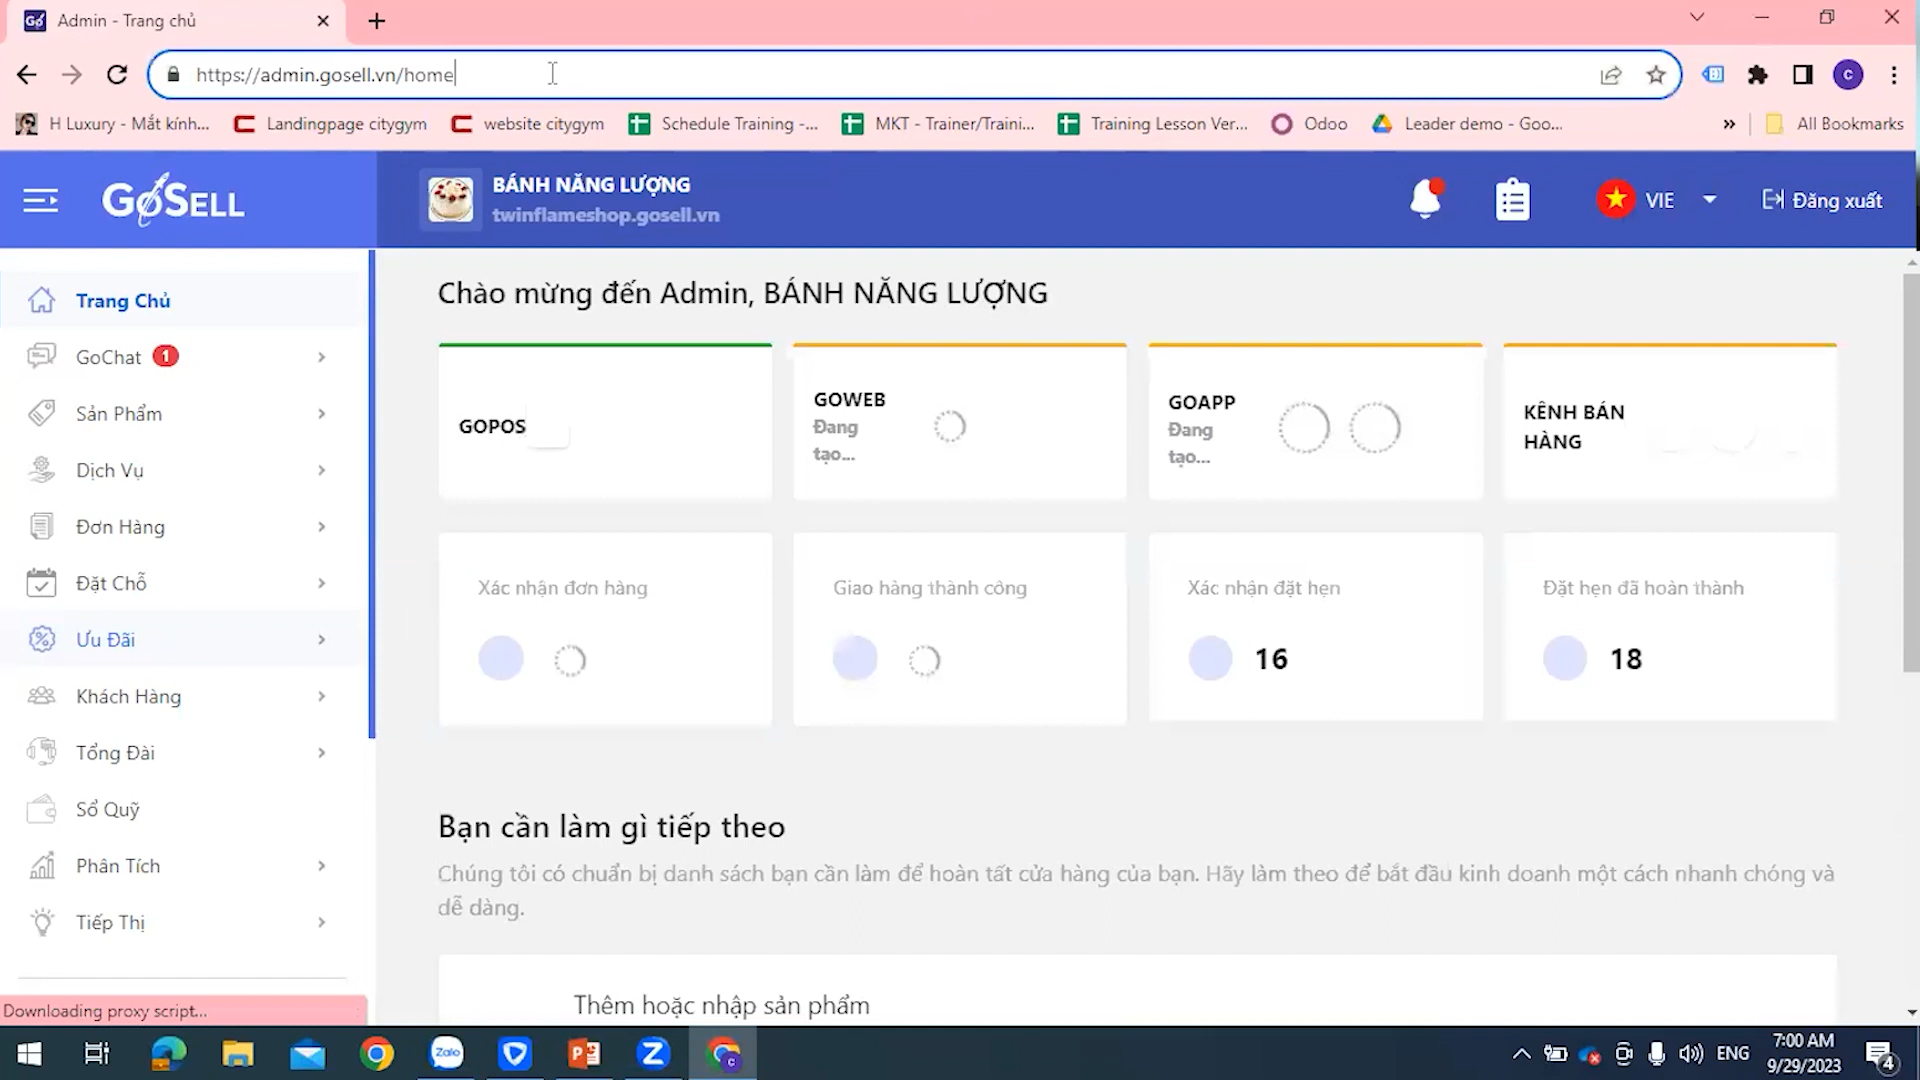 Admin - Trang chủ
https://admin.gosell.vn/home
H Luxury - Mắt kính...
Landingpage citygym
website citygym
Schedule Training -...
MKT - Trainer/Traini...
Training Lesson Ver...
Odoo
Leader demo - Goo...
»
All Bookmarks
GOSELL
BÁNH NĂNG LƯỢNG
twinflameshop.gosell.vn
VIE
Đăng xuất
Trang Chủ
GoChat 1
Sản Phẩm
Dịch Vụ
Đơn Hàng
Đặt Chỗ
Ưu Đãi
Khách Hàng
Tổng Đài
Sổ Quỹ
Phân Tích
Tiếp Thị
Downloading proxy script...
Chào mừng đến Admin, BÁNH NĂNG LƯỢNG
GOPOS
GOWEB
Đang
tạo...
GOAPP
Đang
tạo...
KÊNH BÁN
HÀNG
Xác nhận đơn hàng
Giao hàng thành công
Xác nhận đặt hẹn
16
Đặt hẹn đã hoàn thành
18
Bạn cần làm gì tiếp theo
Chúng tôi có chuẩn bị danh sách bạn cần làm để hoàn tất cửa hàng của bạn. Hãy làm theo để bắt đầu kinh doanh một cách nhanh chóng và
dễ dàng.
Thêm hoặc nhập sản phẩm
Zalo
ENG
7:00 AM
9/29/2023
4